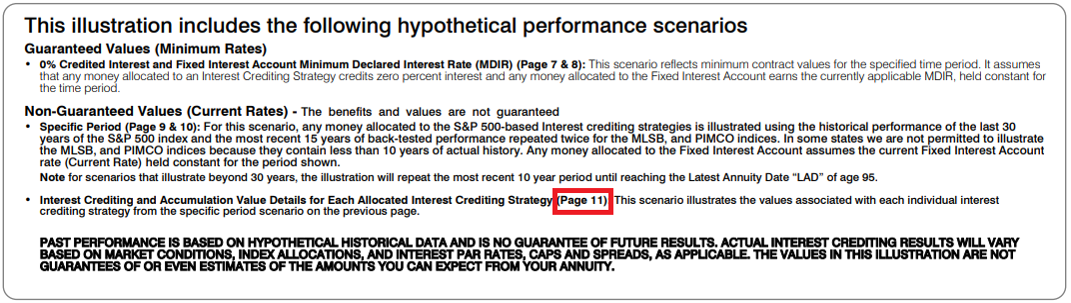 This illustration includes the following hypothetical performance scenarios
Guaranteed Values (Minimum Rates)
• 0% Credited Interest and Fixed Interest Account Minimum Declared Interest Rate (MDIR) (Page 7 & 8): This scenario reflects minimum contract values for the specified time period. It assumes
that any money allocated to an Interest Crediting Strategy credits zero percent interest and any money allocated to the Fixed Interest Account earns the currently applicable MDIR, held constant for
the time period.
Non-Guaranteed Values (Current Rates) - The benefits and values are not guaranteed
• Specific Period (Page 9 & 10): For this scenario, any money allocated to the S&P 500-based Interest crediting strategies is illustrated using the historical performance of the last 30
years of the S&P 500 index and the most recent 15 years of back-tested performance repeated twice for the MLSB, and PIMCO indices. In some states we are not permitted to illustrate
the MLSB, and PIMCO indices because they contain less than 10 years of actual history. Any money allocated to the Fixed Interest Account assumes the current Fixed Interest Account
rate (Current Rate) held constant for the period shown.
Note for scenarios that illustrate beyond 30 years, the illustration will repeat the most recent 10 year period until reaching the Latest Annuity Date “LAD” of age 95.
• Interest Crediting and Accumulation Value Details for Each Allocated Interest Crediting Strategy (Page 11): This scenario illustrates the values associated with each individual interest
crediting strategy from the specific period scenario on the previous page.
PAST PERFORMANCE IS BASED ON HYPOTHETICAL HISTORICAL DATA AND IS NO GUARANTEE OF FUTURE RESULTS. ACTUAL INTEREST CREDITING RESULTS WILL VARY
BASED ON MARKET CONDITIONS, INDEX ALLOCATIONS, AND INTEREST PAR RATES, CAPS AND SPREADS, AS APPLICABLE. THE VALUES IN THIS ILLUSTRATION ARE NOT
GUARANTEES OF OR EVEN ESTIMATES OF THE AMOUNTS YOU CAN EXPECT FROM YOUR ANNUITY.